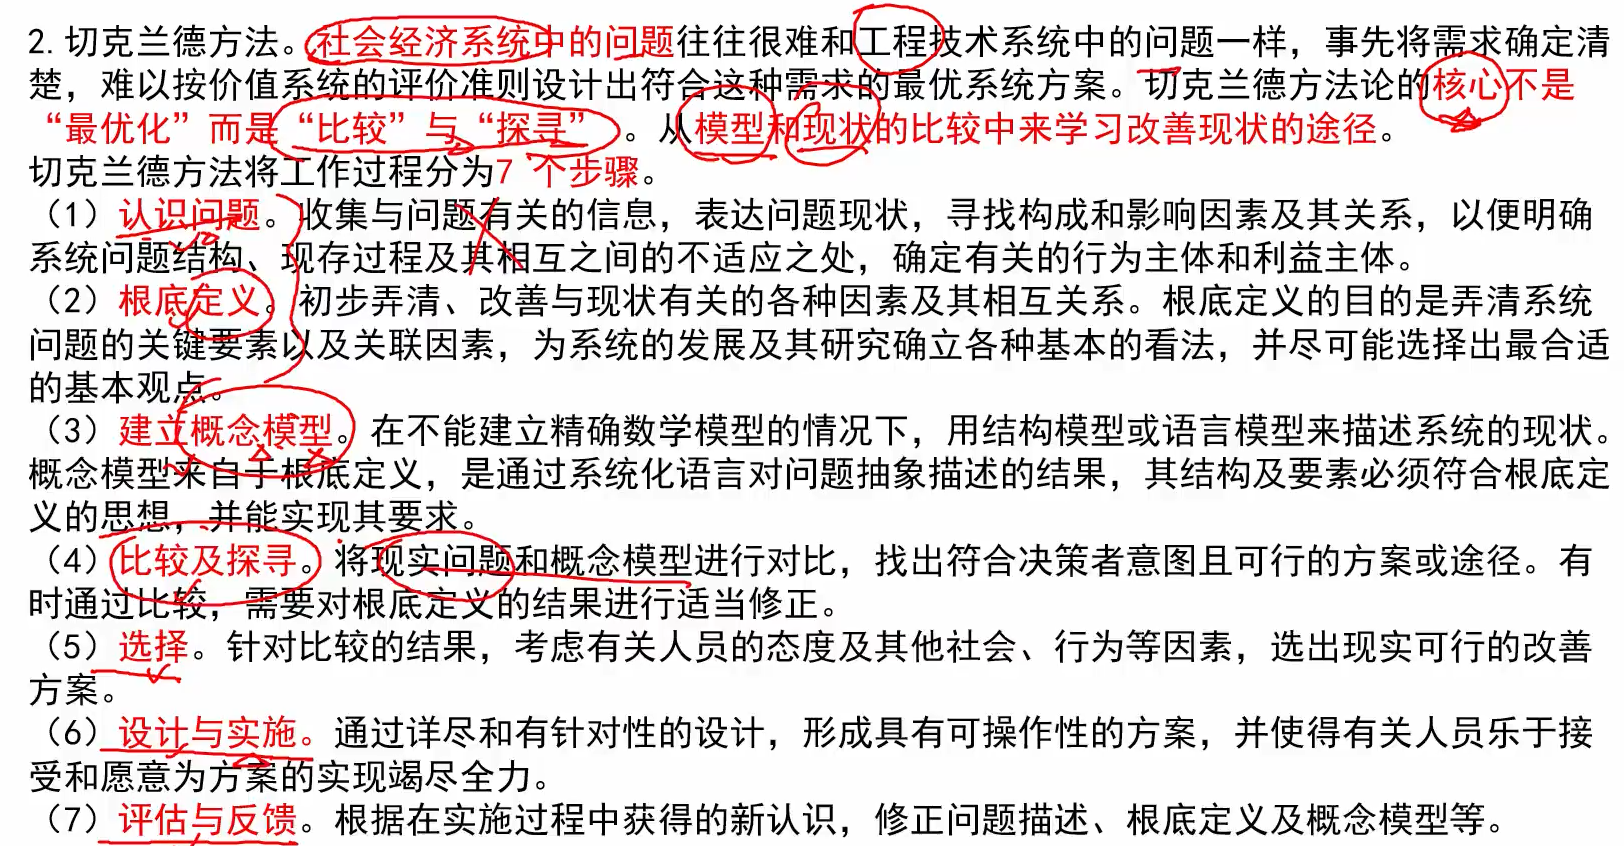 2.切克兰德方法。社会经济系统中的问题往往很难和工程技术系统中的问题一样，事先将需求确定清
楚，难以按价值系统的评价准则设计出符合这种需求的最优系统方案。切克兰德方法论的核心不是
“最优化”而是“比较”与“探寻”。从模型和现状的比较中来学习改善现状的途径。
切克兰德方法将工作过程分为7 个步骤。
（1）认识问题。收集与问题有关的信息，表达问题现状，寻找构成和影响因素及其关系，以便明确
系统问题结构、现存过程及其相互之间的不适应之处，确定有关的行为主体和利益主体。
（2）根底定义。初步弄清、改善与现状有关的各种因素及其相互关系。根底定义的目的是弄清系统
问题的关键要素以及关联因素，为系统的发展及其研究确立各种基本的看法，并尽可能选择出最合适
的基本观点。
（3）建立概念模型。在不能建立精确数学模型的情况下，用结构模型或语言模型来描述系统的现状。
概念模型来自于根底定义，是通过系统化语言对问题抽象描述的结果，其结构及要素必须符合根底定
义的思想，并能实现其要求。
（4）比较及探寻。将现实问题和概念模型进行对比，找出符合决策者意图且可行的方案或途径。有
时通过比较，需要对根底定义的结果进行适当修正。
（5）选择。针对比较的结果，考虑有关人员的态度及其他社会、行为等因素，选出现实可行的改善
方案。
（6）设计与实施。通过详尽和有针对性的设计，形成具有可操作性的方案，并使得有关人员乐于接
受和愿意为方案的实现竭尽全力。
（7）评估与反馈。根据在实施过程中获得的新认识，修正问题描述、根底定义及概念模型等。